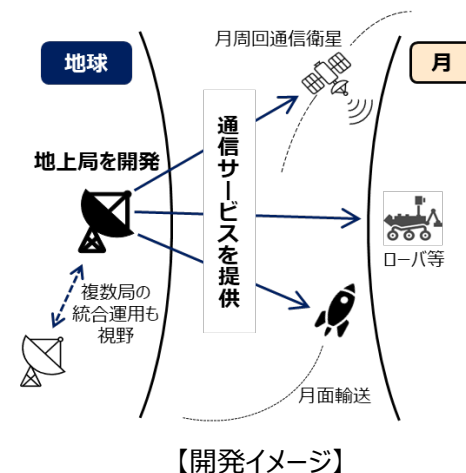 月周回通信衛星
地球
月
通信サービスを提供
地上局を開発
ローバ等
複数局の
統合運用も
視野
月面輸送
【開発イメージ】